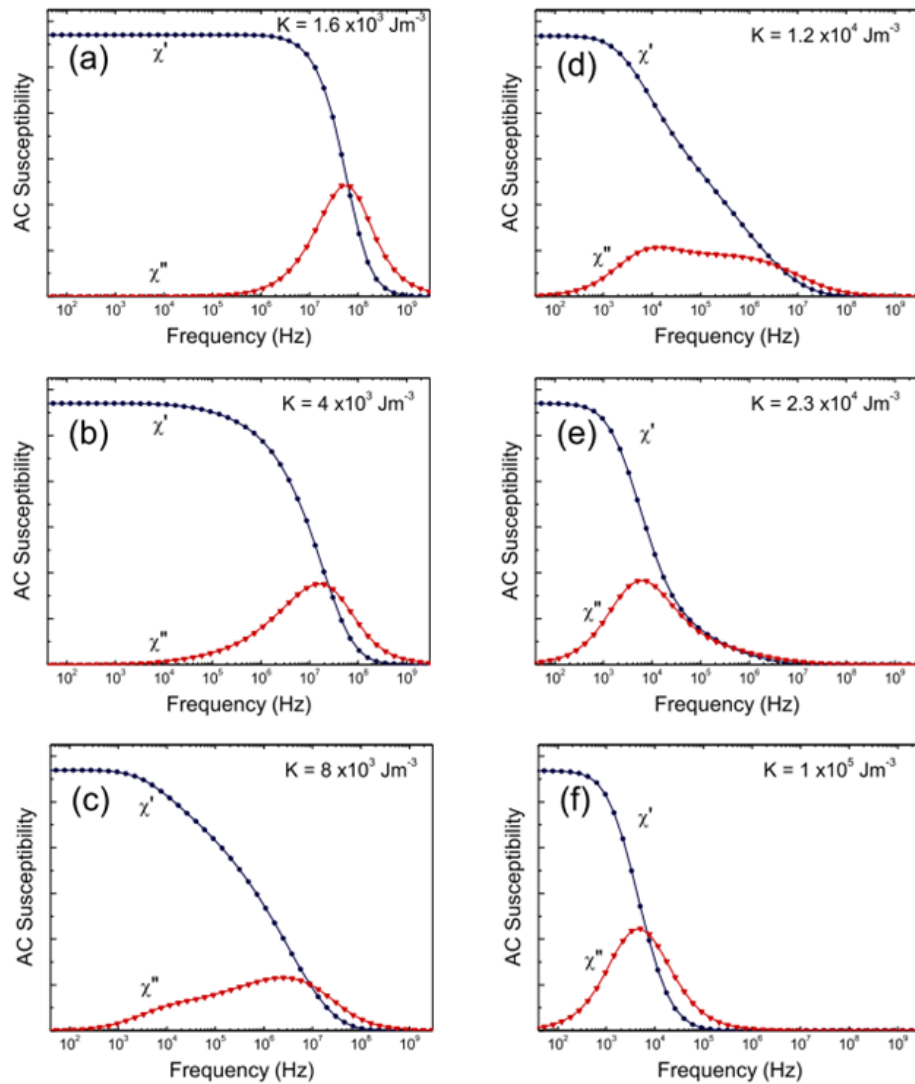 (a)
K = 1.6 x10³ Jm⁻³
χ'
χ"
AC Susceptibility
10² 10³ 10⁴ 10⁵ 10⁶ 10⁷ 10⁸ 10⁹
Frequency (Hz)
(d)
K = 1.2 x10⁴ Jm⁻³
χ'
χ"
AC Susceptibility
10² 10³ 10⁴ 10⁵ 10⁶ 10⁷ 10⁸ 10⁹
Frequency (Hz)
(b)
K = 4 x10³ Jm⁻³
χ'
χ"
AC Susceptibility
10² 10³ 10⁴ 10⁵ 10⁶ 10⁷ 10⁸ 10⁹
Frequency (Hz)
(e)
K = 2.3 x10⁴ Jm⁻³
χ'
χ"
AC Susceptibility
10² 10³ 10⁴ 10⁵ 10⁶ 10⁷ 10⁸ 10⁹
Frequency (Hz)
(c)
K = 8 x10³ Jm⁻³
χ'
χ"
AC Susceptibility
10² 10³ 10⁴ 10⁵ 10⁶ 10⁷ 10⁸ 10⁹
Frequency (Hz)
(f)
K = 1 x10⁵ Jm⁻³
χ'
χ"
AC Susceptibility
10² 10³ 10⁴ 10⁵ 10⁶ 10⁷ 10⁸ 10⁹
Frequency (Hz)